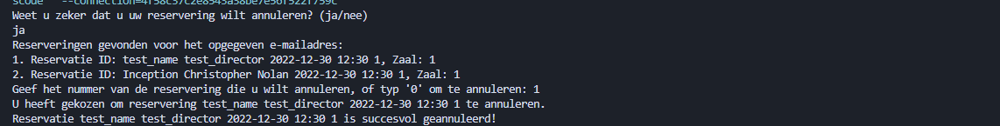 scode --connection=4f58c37c2e8543a58be7e56f522f759c
Weet u zeker dat u uw reservering wilt annuleren? (ja/nee)
ja
Reserveringen gevonden voor het opgegeven e-mailadres:
1. Reservatie ID: test_name test_director 2022-12-30 12:30 1, Zaal: 1
2. Reservatie ID: Inception Christopher Nolan 2022-12-30 12:30 1, Zaal: 1
Geef het nummer van de reservering die u wilt annuleren, of typ '0' om te annuleren: 1
U heeft gekozen om reservering test_name test_director 2022-12-30 12:30 1 te annuleren.
Reservatie test_name test_director 2022-12-30 12:30 1 is succesvol geannuleerd!